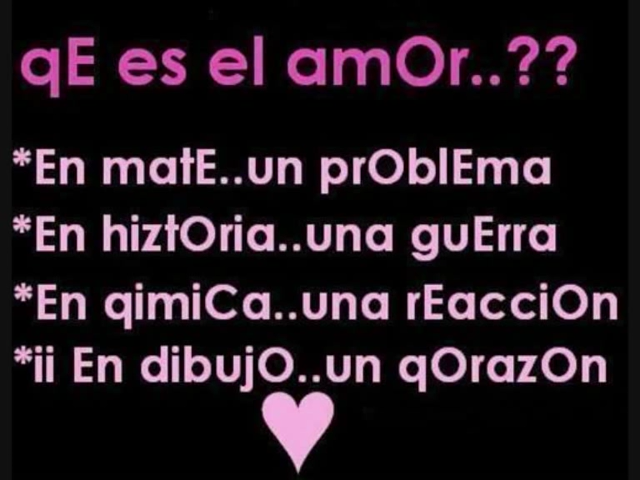 qE es el amOr..??
*En matE..un prOblEma
*En hiztOria..una guErra
*En qimiCa..una rEacciOn
*ii En dibujO..un qOrazOn